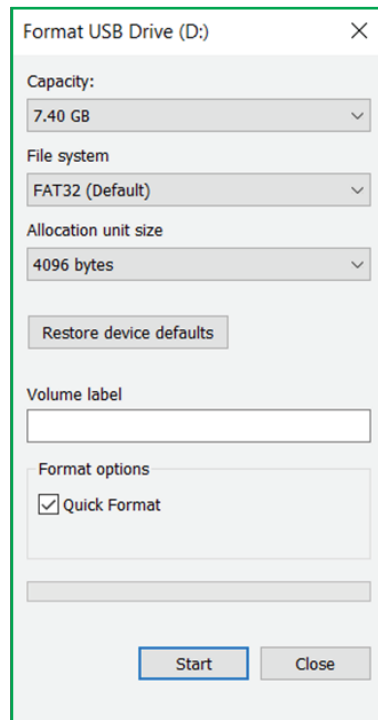 Format USB Drive (D:)
Capacity:
7.40 GB
File system
FAT32 (Default)
Allocation unit size
4096 bytes
Restore device defaults
Volume label
Format options
Quick Format
Start Close